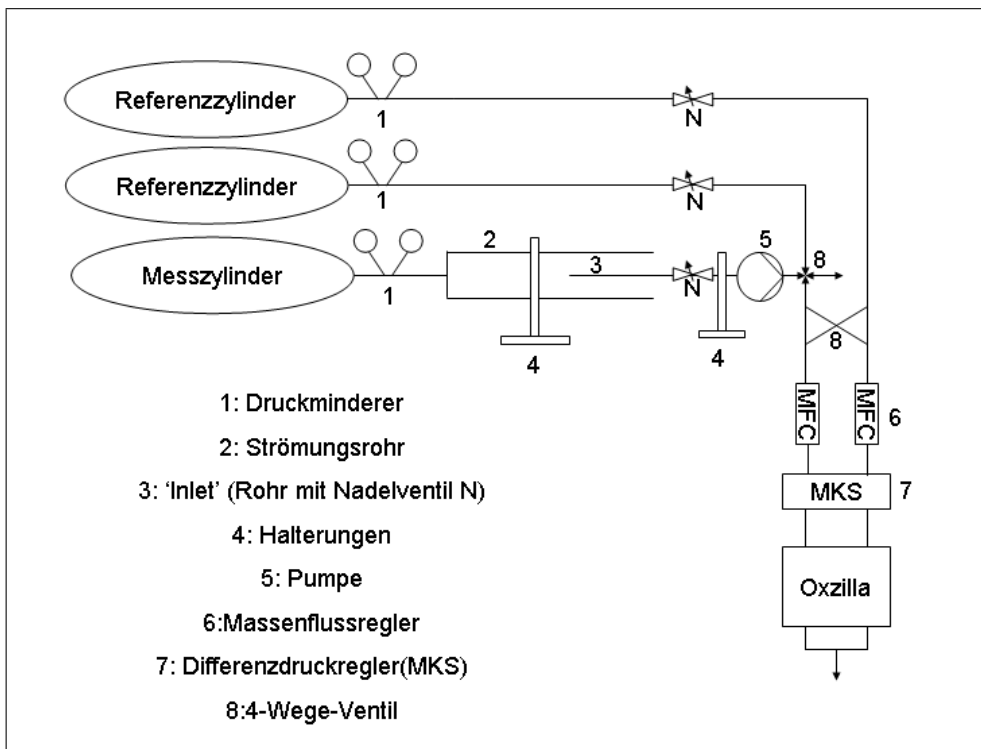 Referenzzylinder
1
N
Referenzzylinder
1
N
Messzylinder
1
2
3
N
5
8
4
4
8
MFC
MFC
6
MKS
7
Oxzilla
1: Druckminderer
2: Strömungsrohr
3: ‘Inlet’ (Rohr mit Nadelventil N)
4: Halterungen
5: Pumpe
6:Massenflussregler
7: Differenzdruckregler(MKS)
8:4-Wege-Ventil